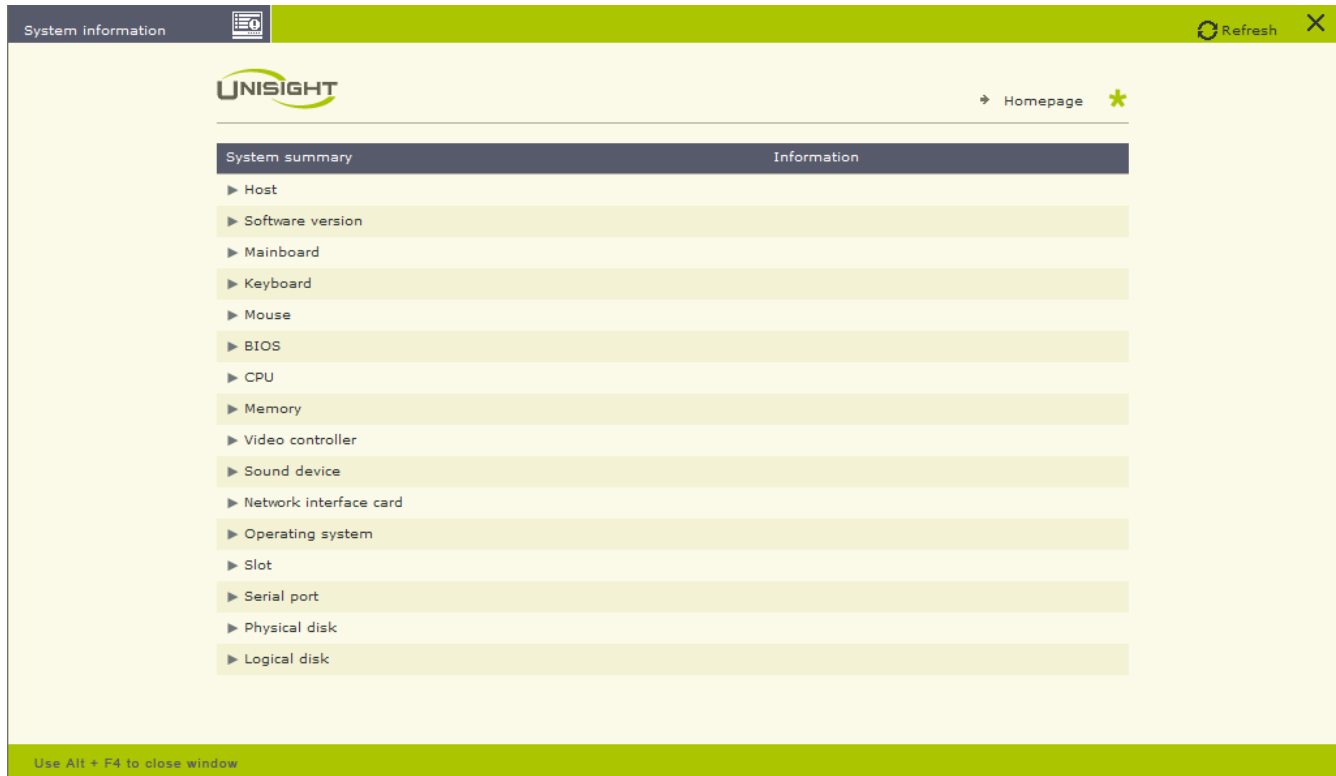 System information
Refresh
UNISIGHT
Homepage
System summary Information
Host
Software version
Mainboard
Keyboard
Mouse
BIOS
CPU
Memory
Video controller
Sound device
Network interface card
Operating system
Slot
Serial port
Physical disk
Logical disk
Use Alt + F4 to close window